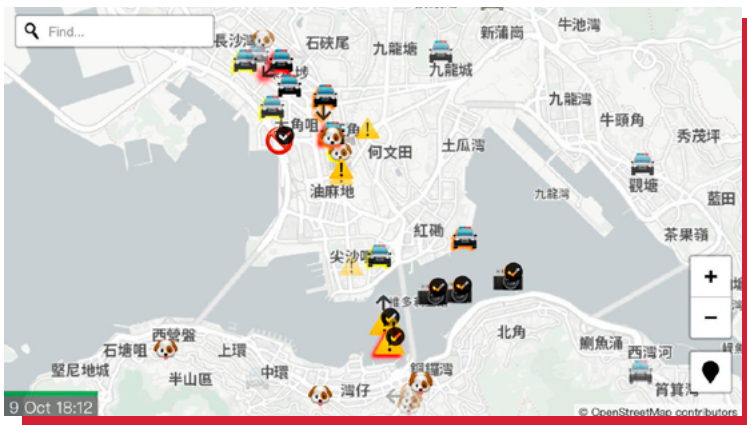 Find...
長沙灣
石硤尾
九龍塘
新蒲崗
牛池灣
九龍城
九龍灣
牛頭角
秀茂坪
大角咀
何文田
土瓜灣
九龍灣
觀塘
藍田
油麻地
紅磡
茶果嶺
尖沙咀
+
−
西營盤
石塘咀
上環
北角
鰂魚涌
西灣河
堅尼地城
半山區
中環
灣仔
銅鑼灣
9 Oct 18:12
© OpenStreetMap contributors